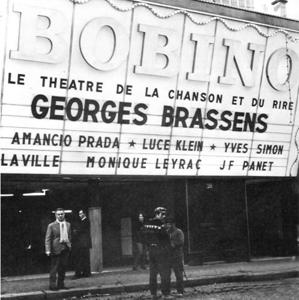 BOBINO
LE THEATRE DE LA CHANSON ET DU RIRE
GEORGES BRASSENS
AMANCIO PRADA ★ LUCE KLEIN ★ YVES SIMON
LAVILLE MONIQUE LEYRAC JF PANET